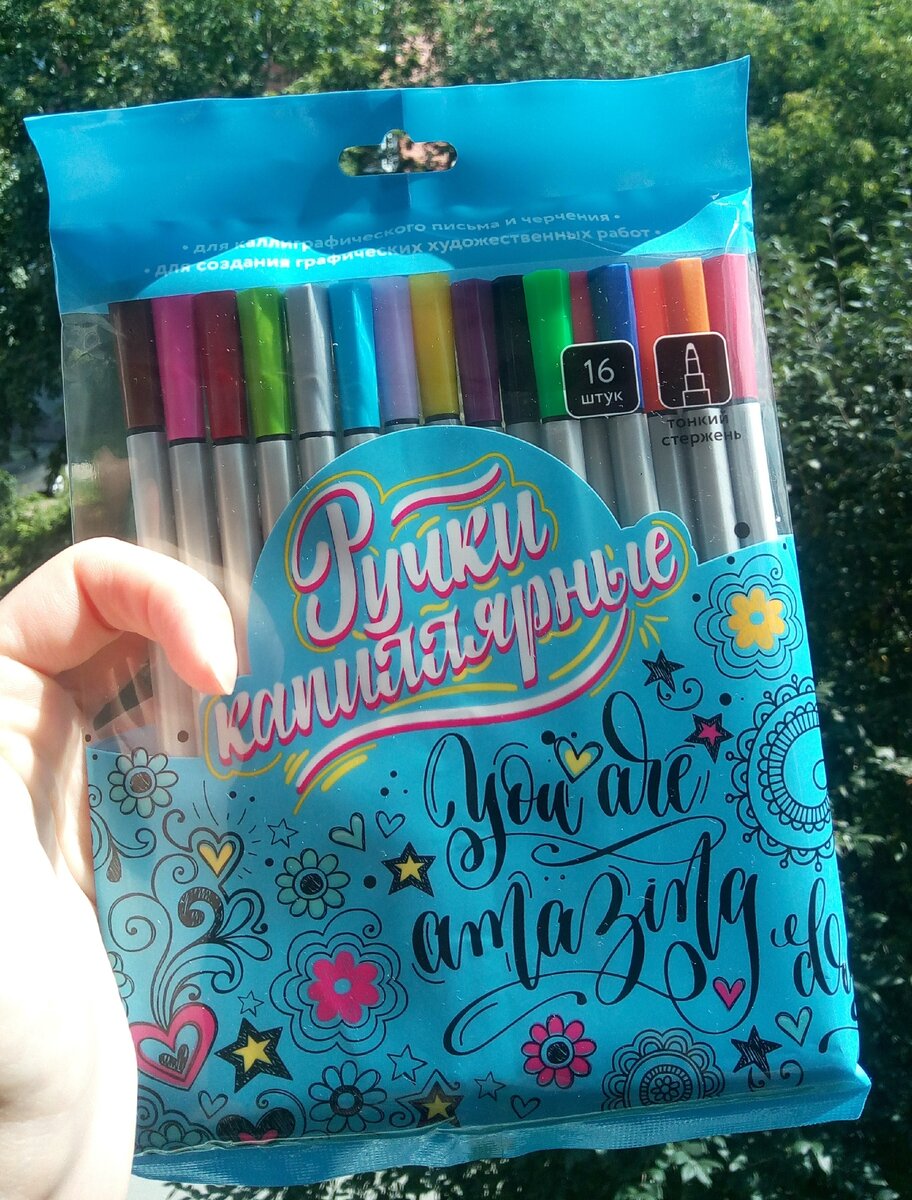 • для каллиграфического письма и черчения •
• для создания графических художественных работ •
16
штук
тонкий
стержень
Ручки
капиллярные
You are
amazing